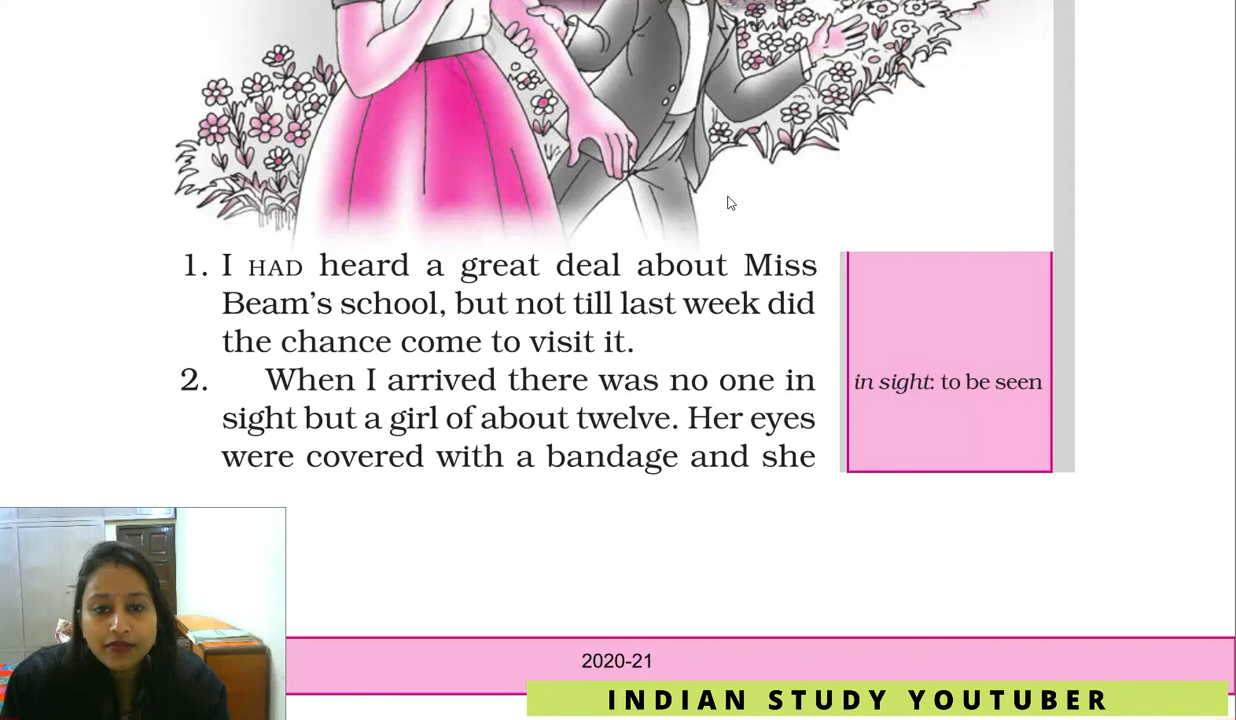 1. I HAD heard a great deal about Miss
Beam's school, but not till last week did
the chance come to visit it.
2. When I arrived there was no one in
sight but a girl of about twelve. Her eyes
were covered with a bandage and she
in sight: to be seen
2020-21
INDIAN STUDY YOUTUBER